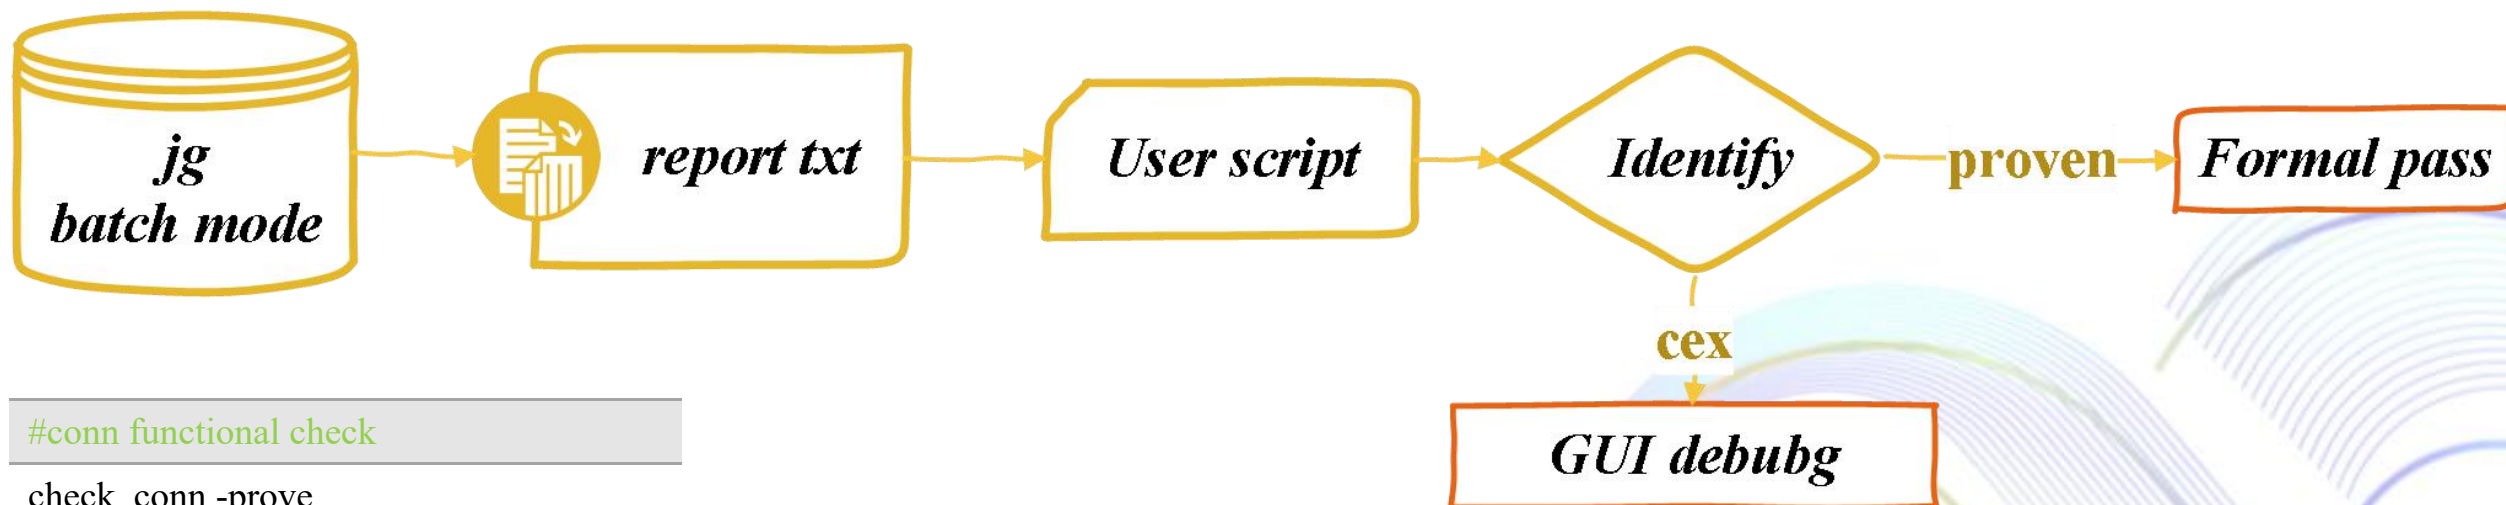 jg
batch mode
report txt
User script
Identify
proven
Formal pass
cex
GUI debubg
#conn functional check
check_conn -prove